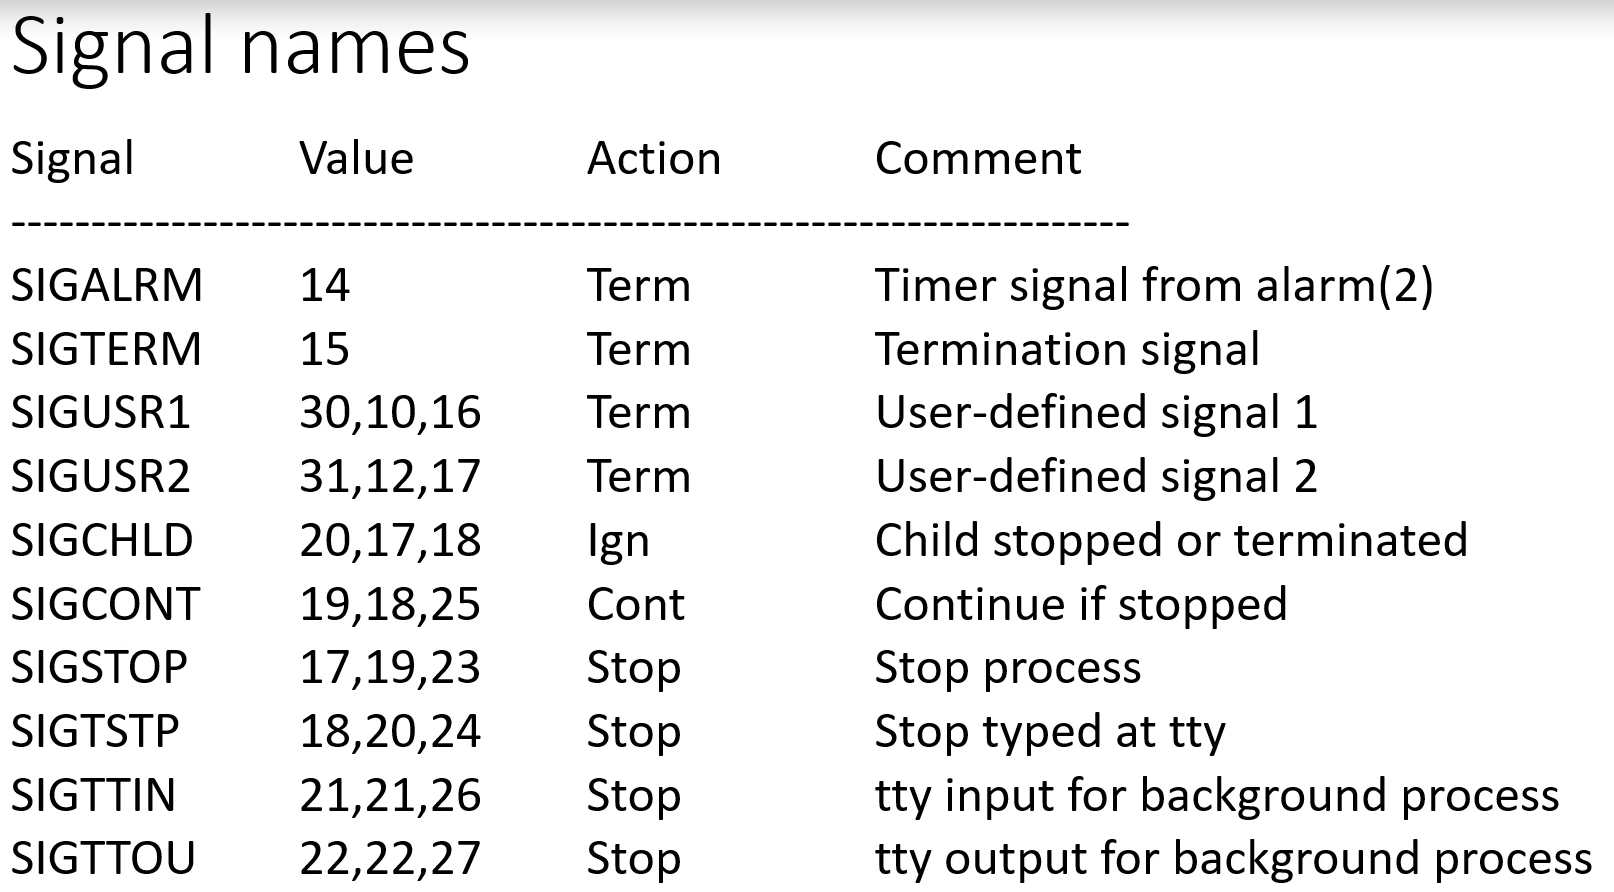 Signal names
Signal Value Action Comment
----------------------------------------------------------------------
SIGALRM 14 Term Timer signal from alarm(2)
SIGTERM 15 Term Termination signal
SIGUSR1 30,10,16 Term User-defined signal 1
SIGUSR2 31,12,17 Term User-defined signal 2
SIGCHLD 20,17,18 Ign Child stopped or terminated
SIGCONT 19,18,25 Cont Continue if stopped
SIGSTOP 17,19,23 Stop Stop process
SIGTSTP 18,20,24 Stop Stop typed at tty
SIGTTIN 21,21,26 Stop tty input for background process
SIGTTOU 22,22,27 Stop tty output for background process